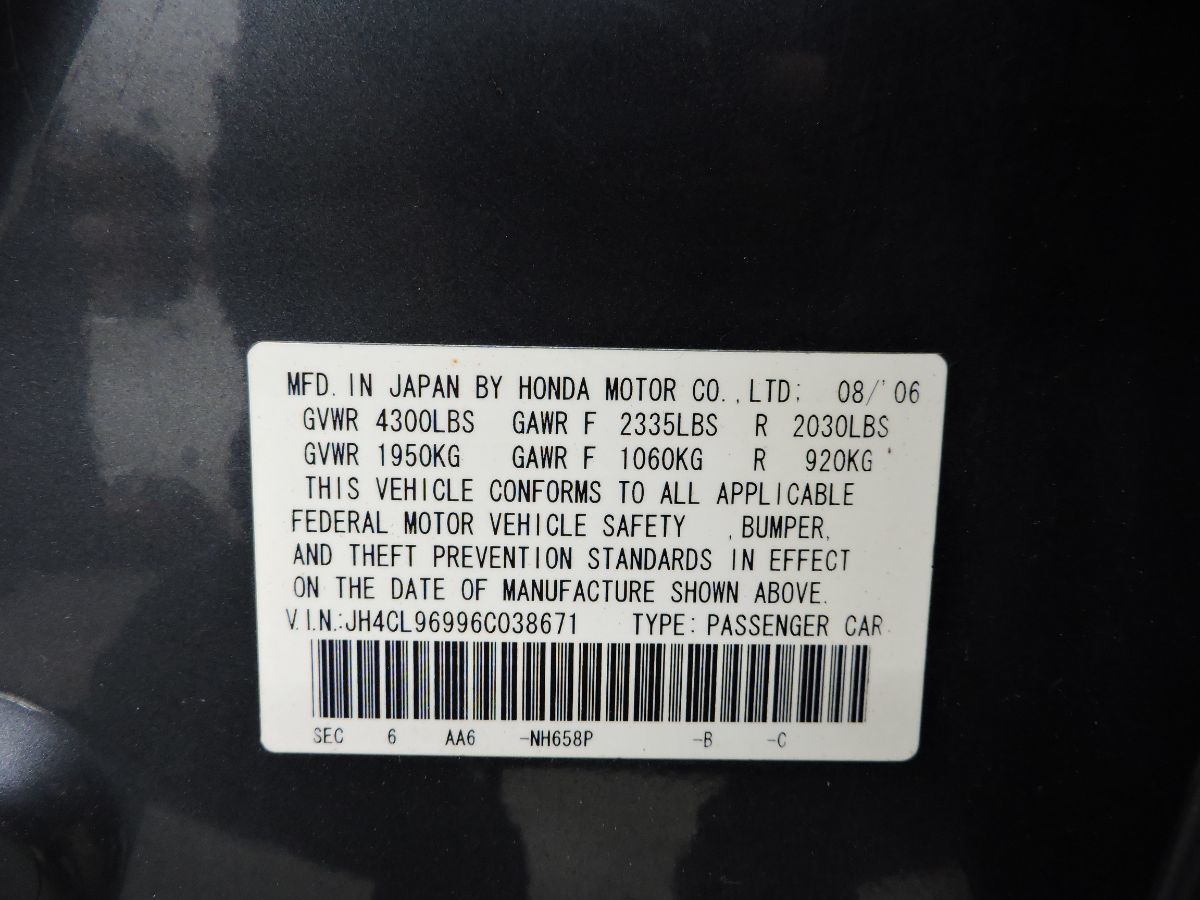 MFD. IN JAPAN BY HONDA MOTOR CO.,LTD: 08/'06
GVWR 4300LBS GAWR F 2335LBS R 2030LBS
GVWR 1950KG GAWR F 1060KG R 920KG
THIS VEHICLE CONFORMS TO ALL APPLICABLE
FEDERAL MOTOR VEHICLE SAFETY ,BUMPER,
AND THEFT PREVENTION STANDARDS IN EFFECT
ON THE DATE OF MANUFACTURE SHOWN ABOVE.
V.I.N.:JH4CL96996C038671 TYPE: PASSENGER CAR
SEC 6 AA6 -NH658P -B -C